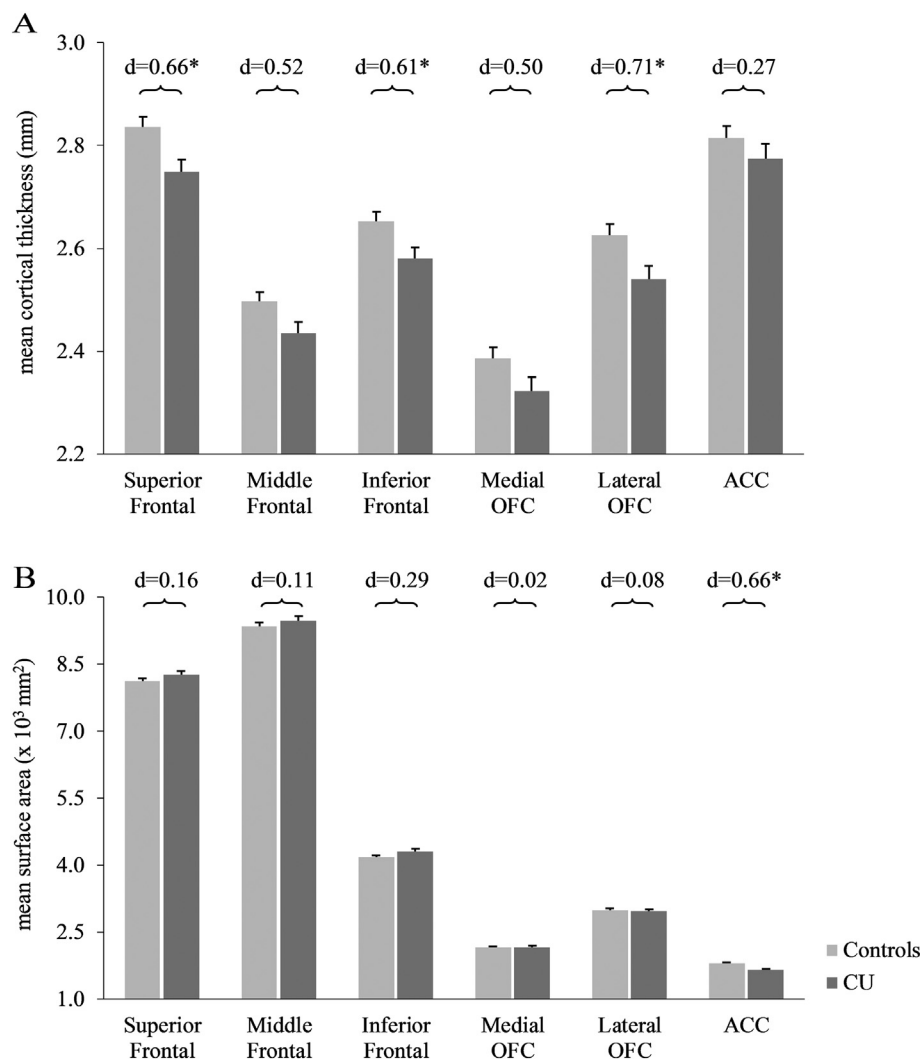 A
3.0
d=0.66* d=0.52 d=0.61* d=0.50 d=0.71* d=0.27
2.8
2.6
2.4
2.2
mean cortical thickness (mm)
Superior Frontal
Middle Frontal
Inferior Frontal
Medial OFC
Lateral OFC
ACC
B
d=0.16 d=0.11 d=0.29 d=0.02 d=0.08 d=0.66*
10.0
8.5
7.0
5.5
4.0
2.5
1.0
mean surface area (x 10³ mm²)
Controls
CU
Superior Frontal
Middle Frontal
Inferior Frontal
Medial OFC
Lateral OFC
ACC